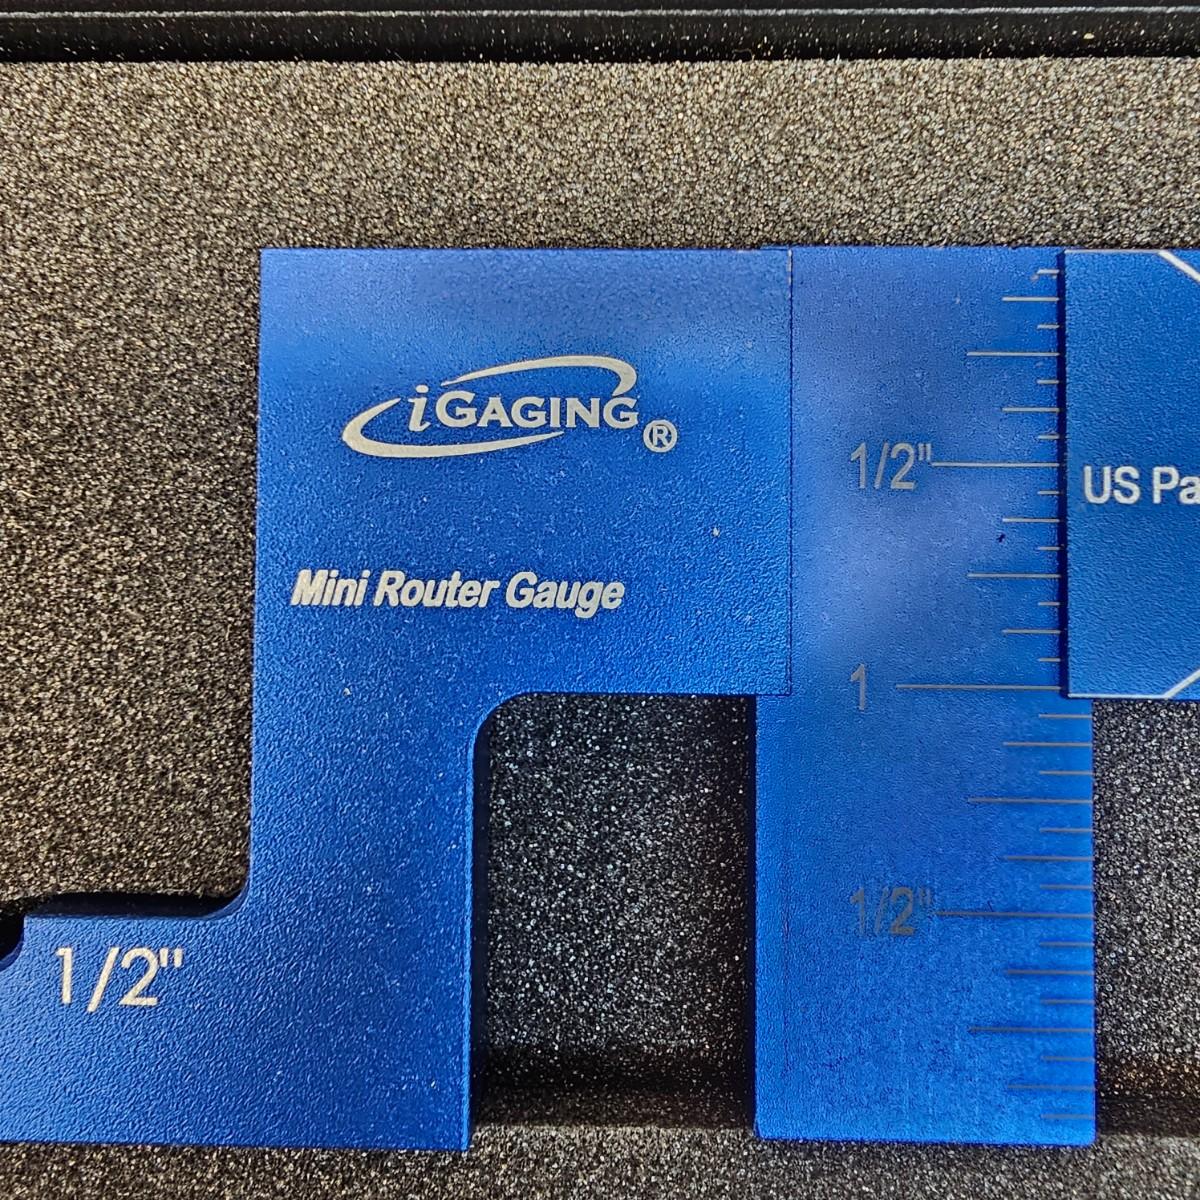 iGAGING®
Mini Router Gauge
1/2"
1/2"
1
1/2"
US Pa